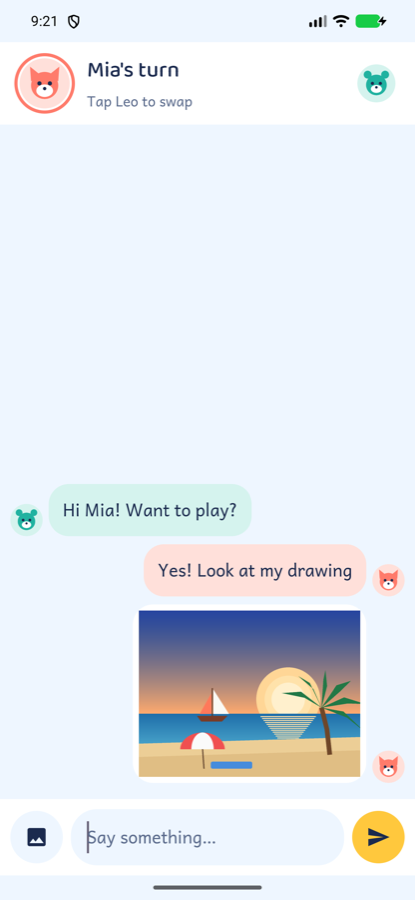 9:21
Mia's turn
Tap Leo to swap
Hi Mia! Want to play?
Yes! Look at my drawing
Say something...